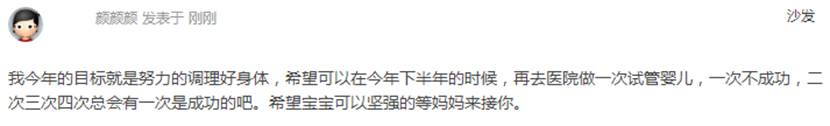 颜颜颜 发表于 刚刚
沙发
我今年的目标就是努力的调理好身体，希望可以在今年下半年的时候，再去医院做一次试管婴儿，一次不成功，二
次三次四次总会有一次是成功的吧。希望宝宝可以坚强的等妈妈来接你。